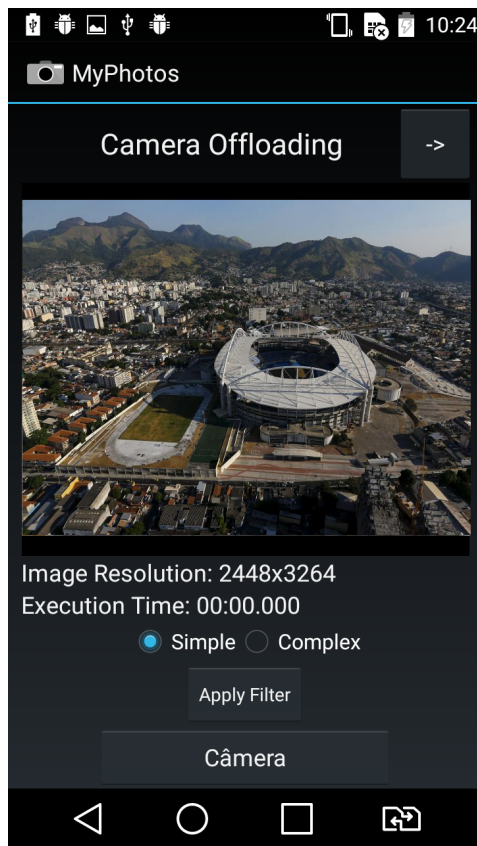 10:24
MyPhotos
Camera Offloading
->
Image Resolution: 2448x3264
Execution Time: 00:00.000
Simple Complex
Apply Filter
Câmera